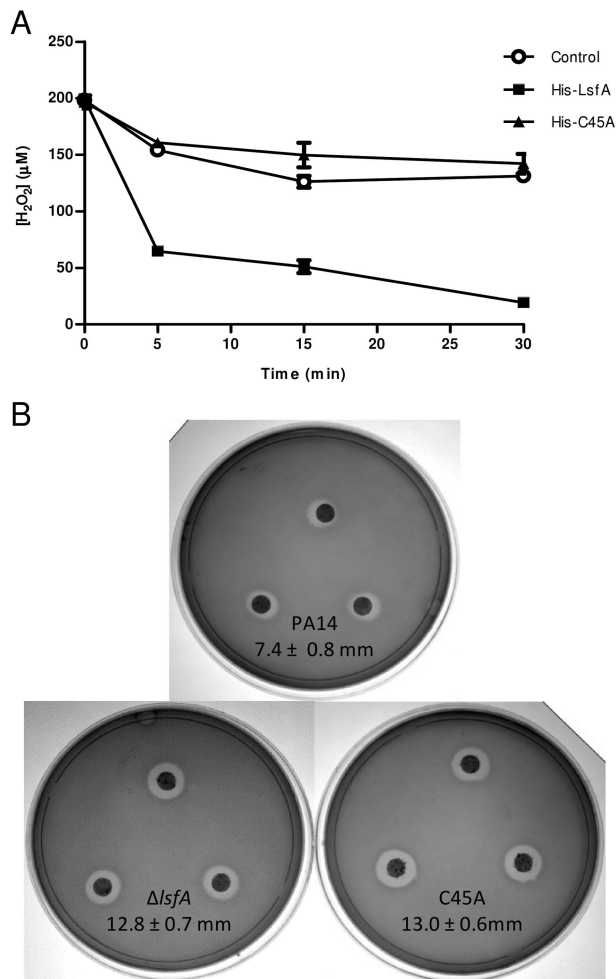 A
250
200
150
100
50
0
[H₂O₂] (μM)
0 5 10 15 20 25 30
Time (min)
Control
His-LsfA
His-C45A
B
PA14
7.4 ± 0.8 mm
ΔlsfA
12.8 ± 0.7 mm
C45A
13.0 ± 0.6mm